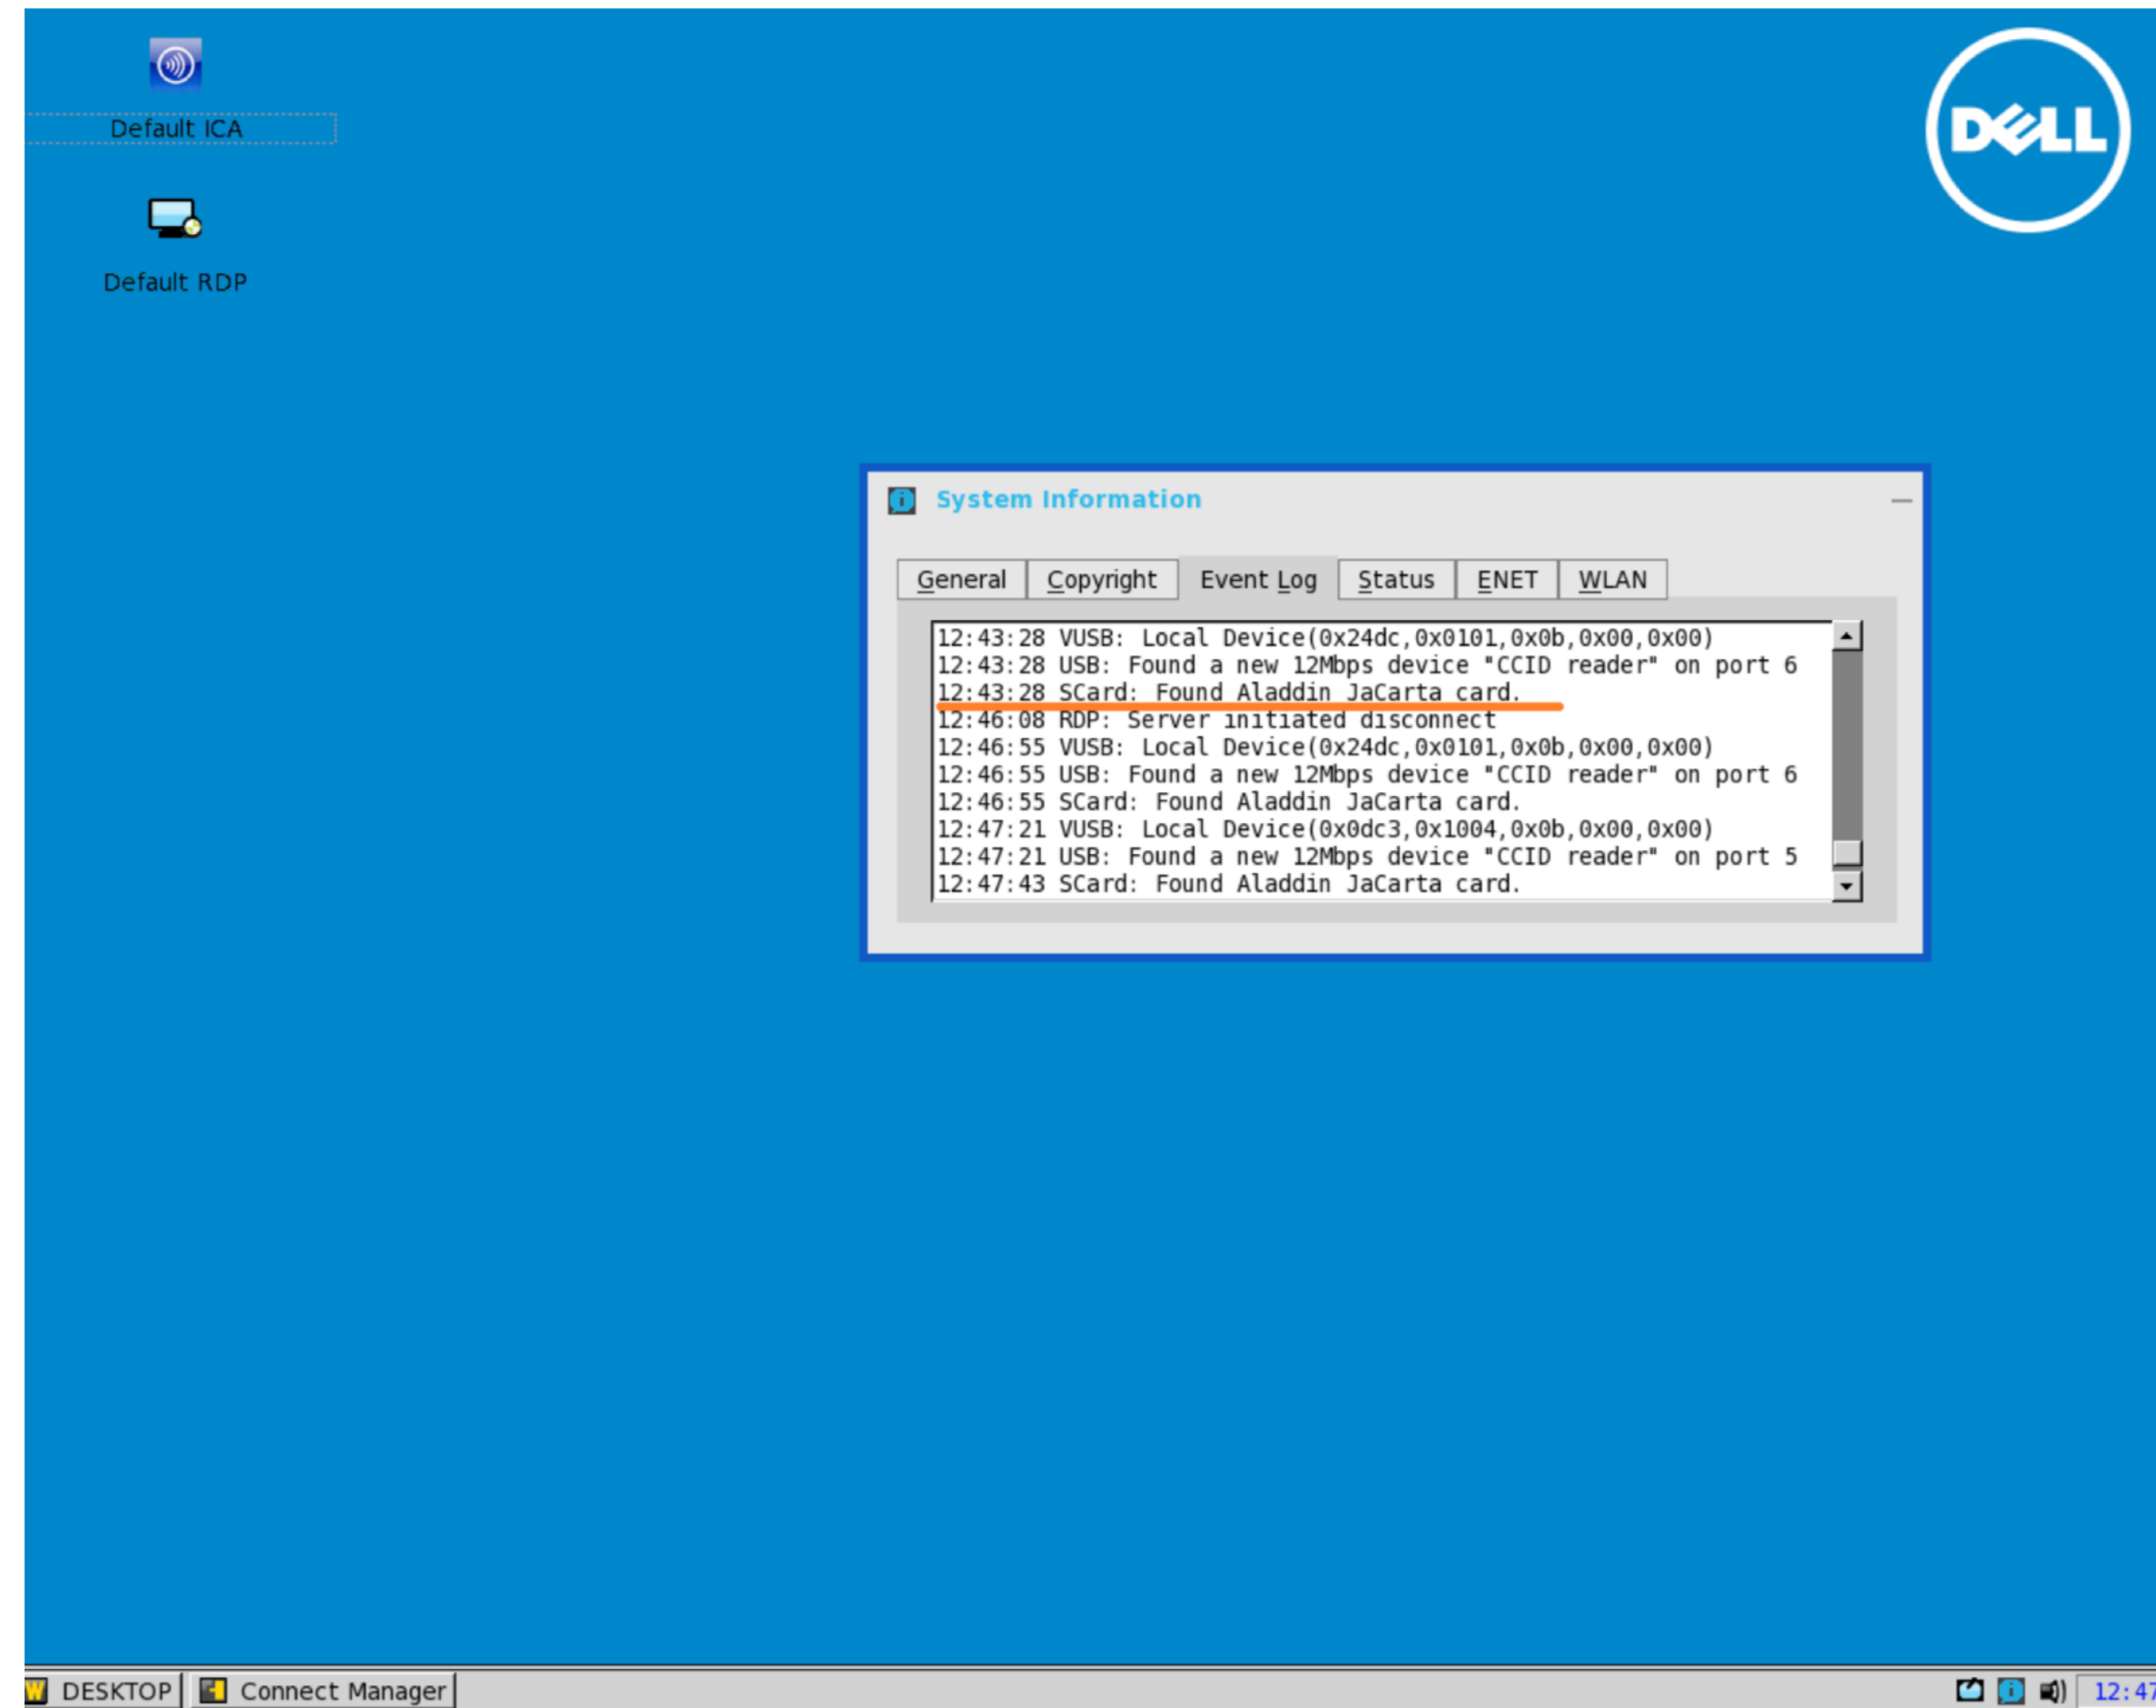 Default ICA
Default RDP
DELL
System Information
General Copyright Event Log Status ENET WLAN
12:43:28 VUSB: Local Device(0x24dc,0x0101,0x0b,0x00,0x00)
12:43:28 USB: Found a new 12Mbps device "CCID reader" on port 6
12:43:28 SCard: Found Aladdin JaCarta card.
12:46:08 RDP: Server initiated disconnect
12:46:55 VUSB: Local Device(0x24dc,0x0101,0x0b,0x00,0x00)
12:46:55 USB: Found a new 12Mbps device "CCID reader" on port 6
12:46:55 SCard: Found Aladdin JaCarta card.
12:47:21 VUSB: Local Device(0x0dc3,0x1004,0x0b,0x00,0x00)
12:47:21 USB: Found a new 12Mbps device "CCID reader" on port 5
12:47:43 SCard: Found Aladdin JaCarta card.
W DESKTOP Connect Manager 12:47